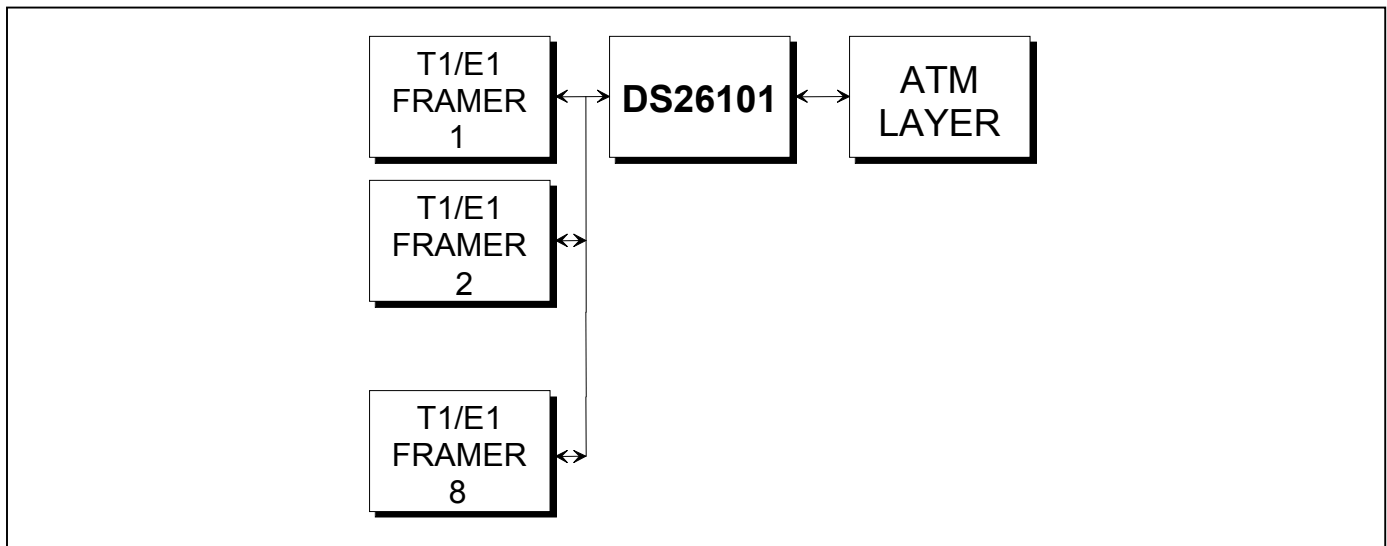 T1/E1
FRAMER
1
DS26101
ATM
LAYER
T1/E1
FRAMER
2
T1/E1
FRAMER
8